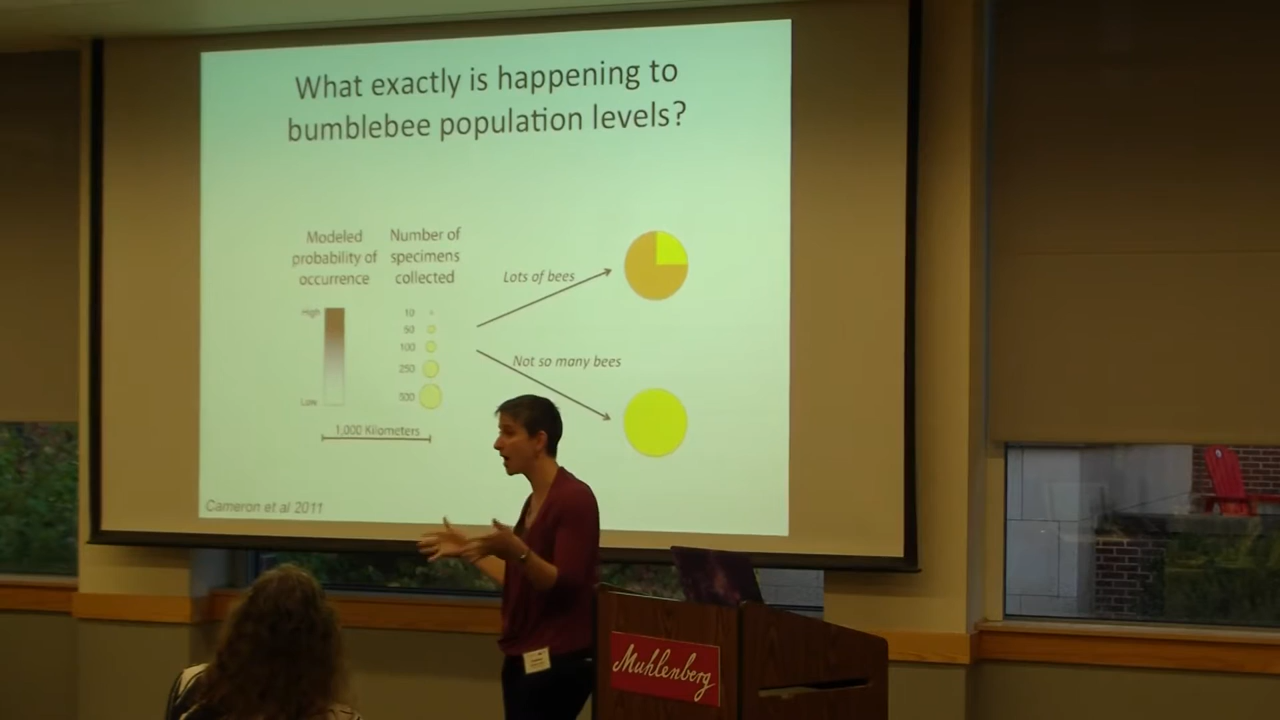 What exactly is happening to
bumblebee population levels?
Modeled
probability of
occurrence
Number of
specimens
collected
High
Low
10
50
100
250
500
1,000 Kilometers
Lots of bees
Not so many bees
Cameron et al 2011
Muhlenberg